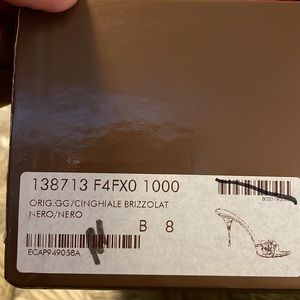 138713 F4FX0 1000
ORIG.GG/CINGHIALE BRIZZOLAT
NERO/NERO
B 8
ECAP949058A